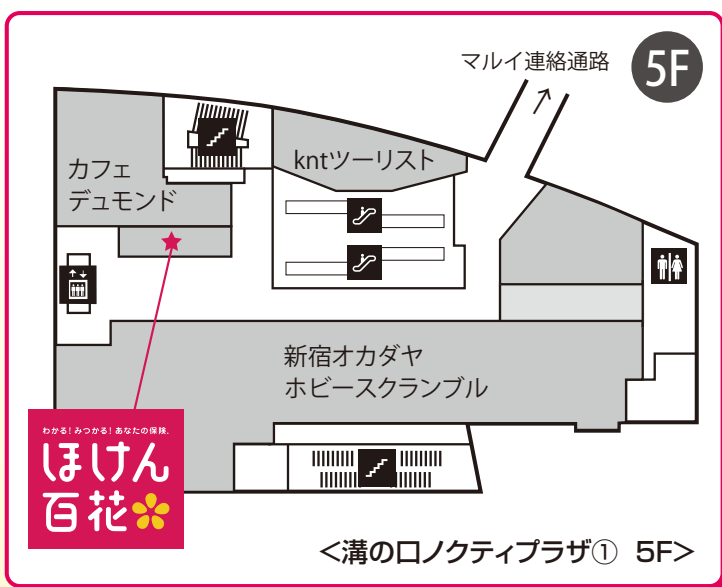 マルイ連絡通路
5F
↗
カフェ
デュモンド
kntツーリスト
新宿オカダヤ
ホビースクランブル
わかる!みつかる!あなたの保険.
ほけん
百花
<溝の口ノクティプラザ① 5F>